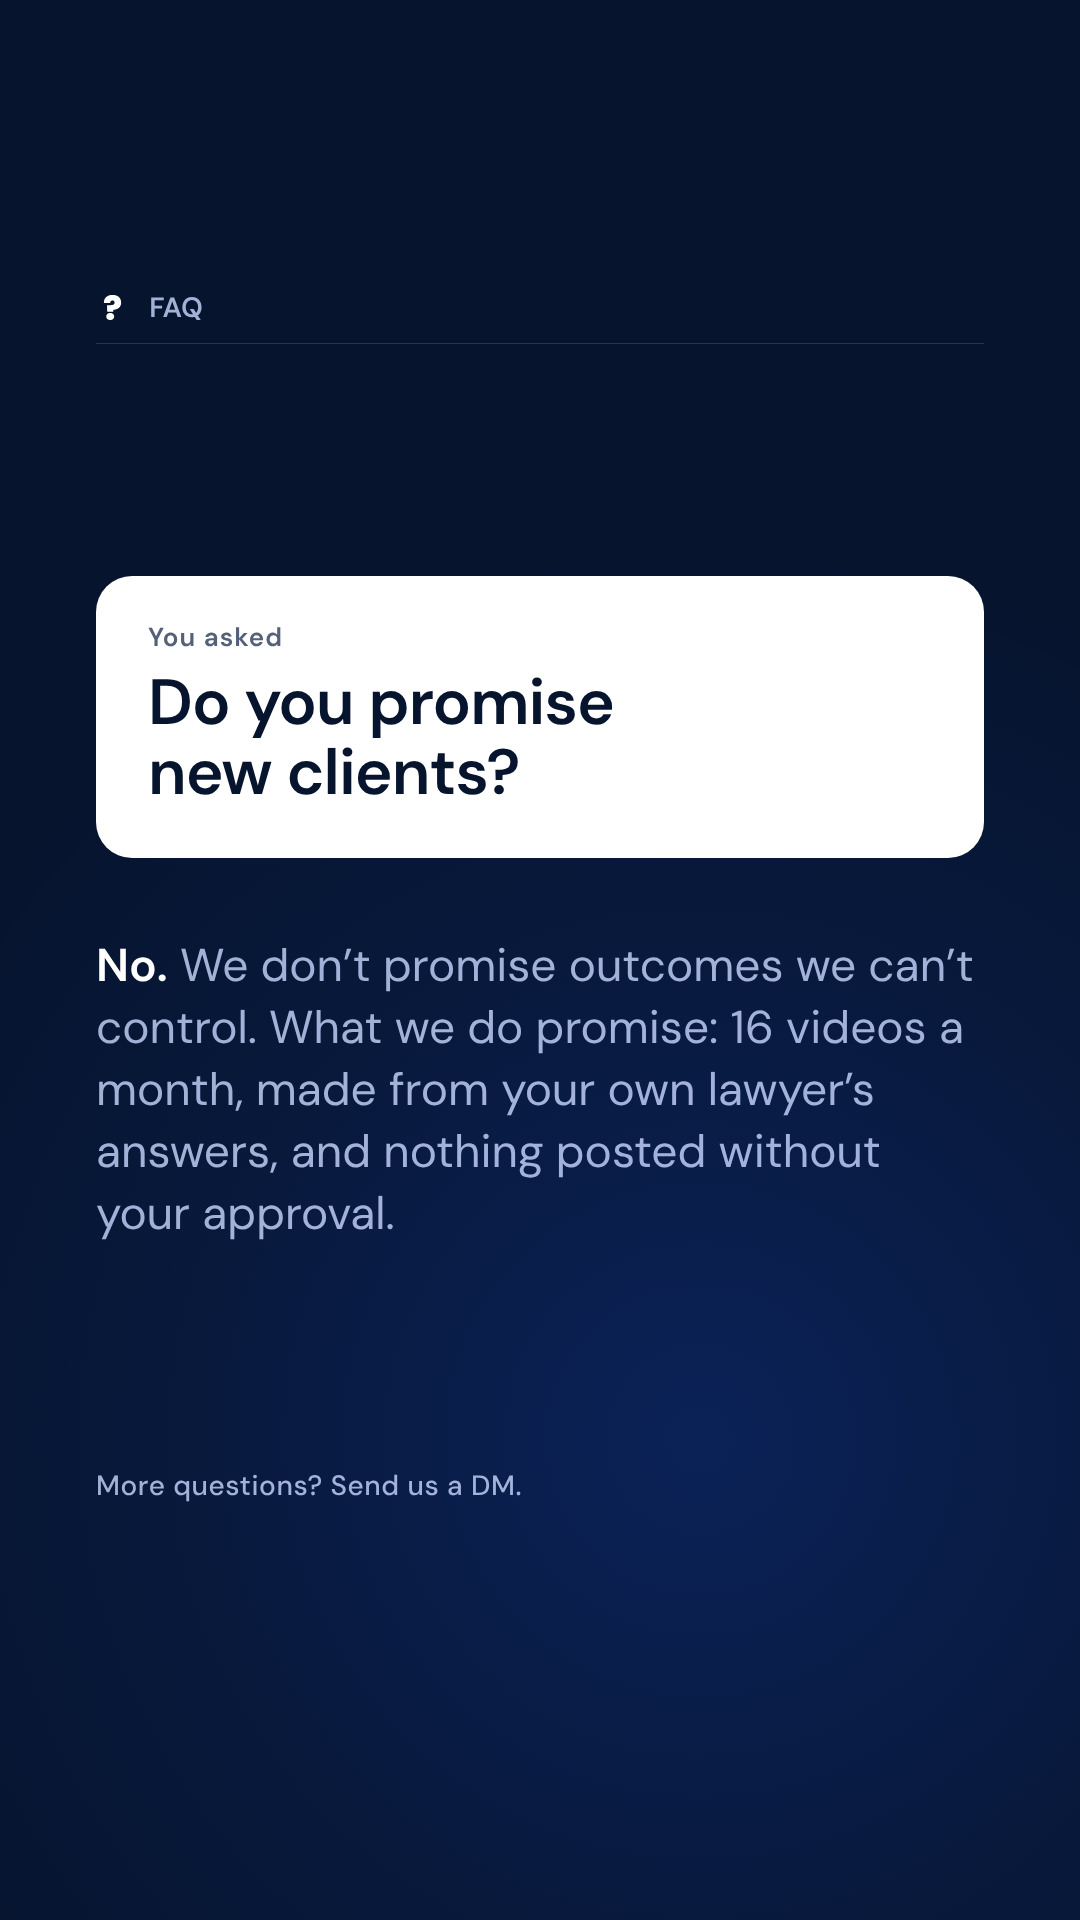 ? FAQ
You asked
Do you promise
new clients?
No. We don’t promise outcomes we can’t
control. What we do promise: 16 videos a
month, made from your own lawyer’s
answers, and nothing posted without
your approval.
More questions? Send us a DM.